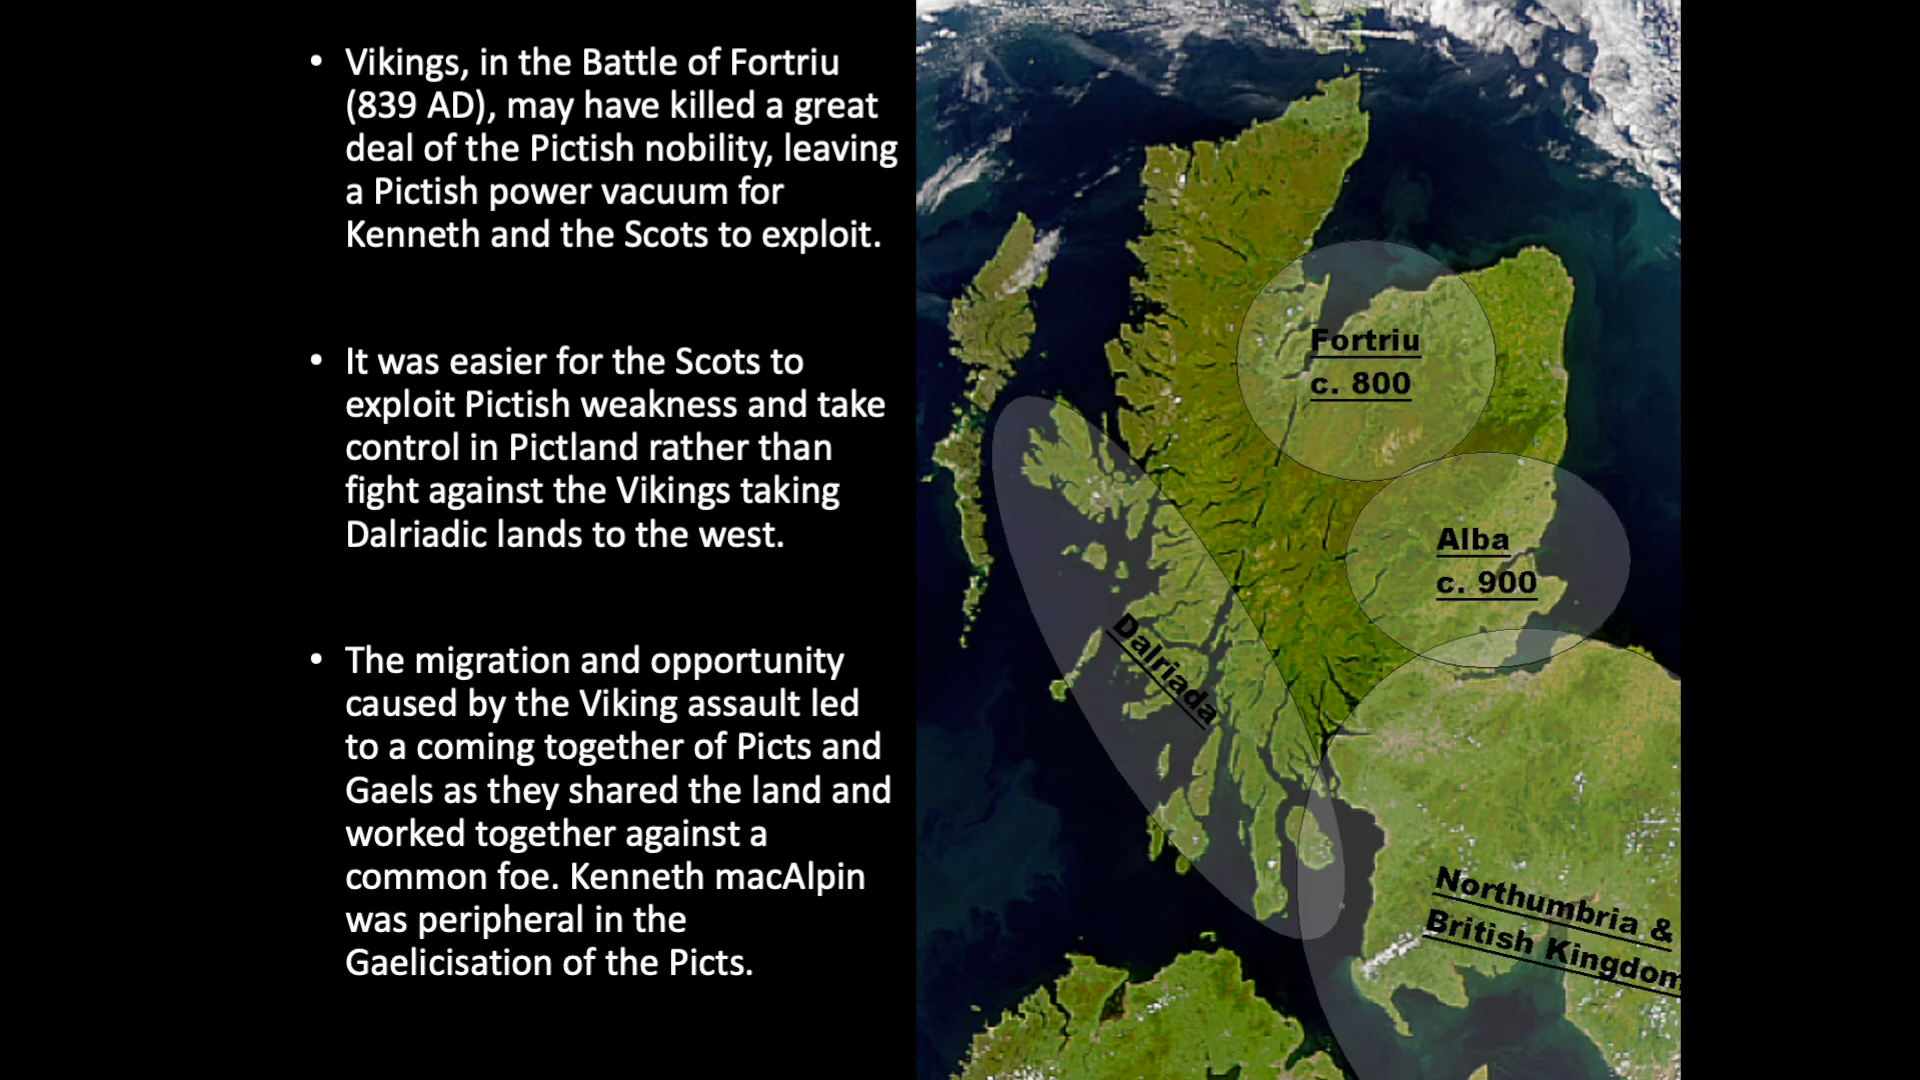 • Vikings, in the Battle of Fortriu
(839 AD), may have killed a great
deal of the Pictish nobility, leaving
a Pictish power vacuum for
Kenneth and the Scots to exploit.
• It was easier for the Scots to
exploit Pictish weakness and take
control in Pictland rather than
fight against the Vikings taking
Dalriadic lands to the west.
• The migration and opportunity
caused by the Viking assault led
to a coming together of Picts and
Gaels as they shared the land and
worked together against a
common foe. Kenneth macAlpin
was peripheral in the
Gaelicisation of the Picts.
Fortriu
c. 800
Alba
c. 900
Dalriada
Northumbria &
British Kingdom